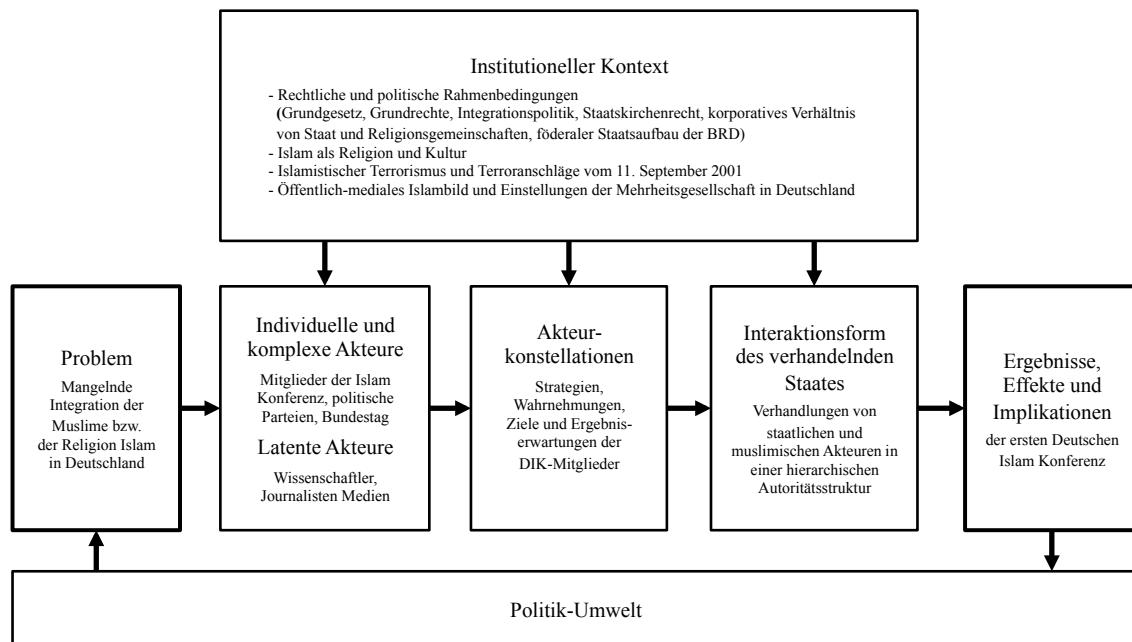 Institutioneller Kontext
- Rechtliche und politische Rahmenbedingungen
(Grundgesetz, Grundrechte, Integrationspolitik, Staatskirchenrecht, korporatives Verhältnis
von Staat und Religionsgemeinschaften, föderaler Staatsaufbau der BRD)
- Islam als Religion und Kultur
- Islamistischer Terrorismus und Terroranschläge vom 11. September 2001
- Öffentlich-mediales Islambild und Einstellungen der Mehrheitsgesellschaft in Deutschland
Problem
Mangelnde
Integration der
Muslime bzw.
der Religion Islam
in Deutschland
Individuelle und
komplexe Akteure
Mitglieder der Islam
Konferenz, politische
Parteien, Bundestag
Latente Akteure
Wissenschaftler,
Journalisten Medien
Akteur-
konstellationen
Strategien,
Wahrnehmungen,
Ziele und Ergebnis-
erwartungen der
DIK-Mitglieder
Interaktionsform
des verhandelnden
Staates
Verhandlungen von
staatlichen und
muslimischen Akteuren in
einer hierarchischen
Autoritätsstruktur
Ergebnisse,
Effekte und
Implikationen
der ersten Deutschen
Islam Konferenz
Politik-Umwelt